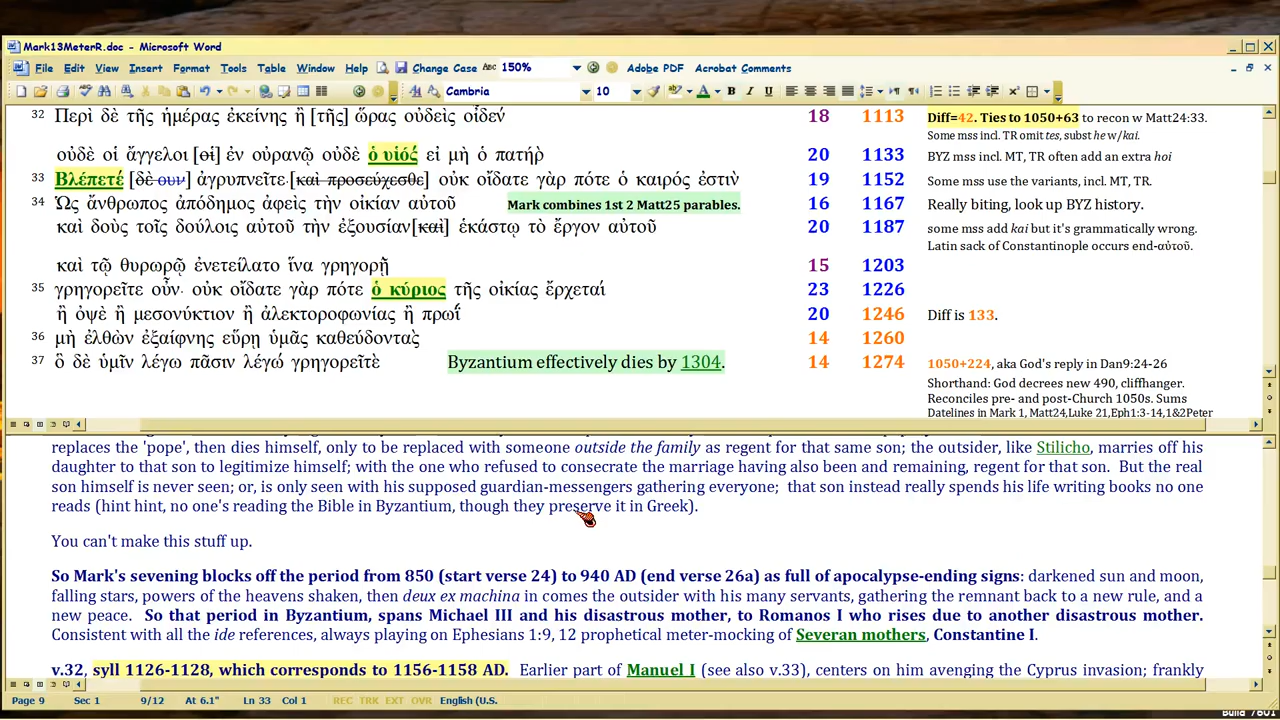 Mark13MeterR.doc - Microsoft Word
File Edit View Insert Format Tools Table Window Help Change Case ABC 150% Adobe PDF Acrobat Comments
Cambria 10 B I U
32 Περὶ δὲ τῆς ἡμέρας ἐκείνης ἢ [τῆς] ὥρας οὐδεὶς οἶδεν 18 1113 Diff=42. Ties to 1050+63 to recon w Matt24:33.
Some mss incl. TR omit tes, subst he w/kai.
οὐδὲ οἱ ἄγγελοι [οἱ] ἐν οὐρανῷ οὐδὲ ὁ υἱός εἰ μὴ ὁ πατήρ 20 1133 BYZ mss incl. MT, TR often add an extra hoi
33 Βλέπετέ [δὲ ουν] ἀγρυπνεῖτε [καὶ προσεύχεσθε] οὐκ οἴδατε γὰρ πότε ὁ καιρός ἐστιν 19 1152 Some mss use the variants, incl. MT, TR.
34 Ὡς ἄνθρωπος ἀπόδημος ἀφεὶς τὴν οἰκίαν αὐτοῦ Mark combines 1st 2 Matt25 parables. 16 1167 Really biting, look up BYZ history.
καὶ δοὺς τοῖς δούλοις αὐτοῦ τὴν ἐξουσίαν[καὶ] ἑκάστῳ τὸ ἔργον αὐτοῦ 20 1187 some mss add kai but it's grammatically wrong.
Latin sack of Constantinople occurs end-αὐτοῦ.
καὶ τῷ θυρωρῷ ἐνετείλατο ἵνα γρηγορῇ 15 1203
35 γρηγορεῖτε οὖν· οὐκ οἴδατε γὰρ πότε ὁ κύριος τῆς οἰκίας ἔρχεταί 23 1226
ἢ ὀψὲ ἢ μεσονύκτιον ἢ ἀλεκτοροφωνίας ἢ πρωΐ 20 1246 Diff is 133.
36 μὴ ἐλθὼν ἐξαίφνης εὕρῃ ὑμᾶς καθεύδοντας 14 1260
37 ὃ δὲ ὑμῖν λέγω πᾶσιν λέγώ γρηγορεῖτὲ Byzantium effectively dies by 1304. 14 1274 1050+224, aka God's reply in Dan9:24-26
Shorthand: God decrees new 490, cliffhanger.
Reconciles pre- and post-Church 1050s. Sums
Datelines in Mark 1, Matt24,Luke 21,Eph1:3-14,1&2Peter
replaces the 'pope', then dies himself, only to be replaced with someone outside the family as regent for that same son; the outsider, like Stilicho, marries off his
daughter to that son to legitimize himself; with the one who refused to consecrate the marriage having also been and remaining, regent for that son. But the real
son himself is never seen; or, is only seen with his supposed guardian-messengers gathering everyone; that son instead really spends his life writing books no one
reads (hint hint, no one's reading the Bible in Byzantium, though they preserve it in Greek).
You can't make this stuff up.
So Mark's sevening blocks off the period from 850 (start verse 24) to 940 AD (end verse 26a) as full of apocalypse-ending signs: darkened sun and moon,
falling stars, powers of the heavens shaken, then deux ex machina in comes the outsider with his many servants, gathering the remnant back to a new rule, and a
new peace. So that period in Byzantium, spans Michael III and his disastrous mother, to Romanos I who rises due to another disastrous mother.
Consistent with all the ide references, always playing on Ephesians 1:9, 12 prophetical meter-mocking of Severan mothers, Constantine I.
v.32, syll 1126-1128, which corresponds to 1156-1158 AD. Earlier part of Manuel I (see also v.33), centers on him avenging the Cyprus invasion; frankly
Page 9 Sec 1 9/12 At 6.1" Ln 33 Col 1 REC TRK EXT OVR English (U.S.
Build 7601